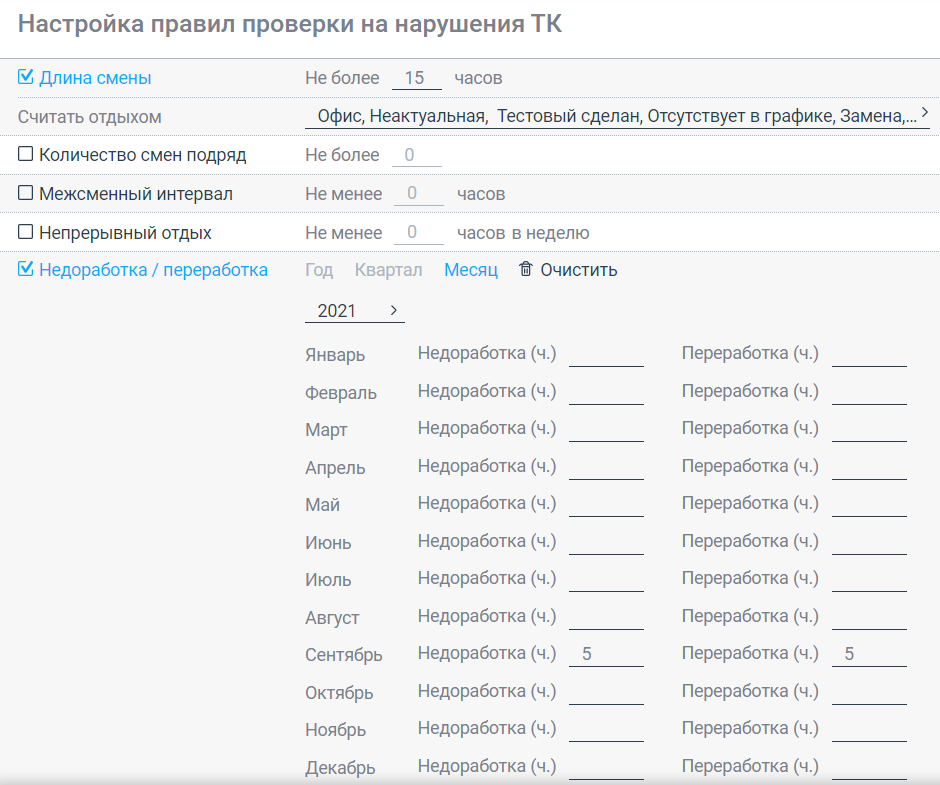 Настройка правил проверки на нарушения ТК
Длина смены Не более 15 часов
Считать отдыхом Офис, Неактуальная, Тестовый сделан, Отсутствует в графике, Замена,...
Количество смен подряд Не более 0
Межсменный интервал Не менее 0 часов
Непрерывный отдых Не менее 0 часов в неделю
Недоработка / переработка Год Квартал Месяц Очистить
2021
Январь Недоработка (ч.) Переработка (ч.)
Февраль Недоработка (ч.) Переработка (ч.)
Март Недоработка (ч.) Переработка (ч.)
Апрель Недоработка (ч.) Переработка (ч.)
Май Недоработка (ч.) Переработка (ч.)
Июнь Недоработка (ч.) Переработка (ч.)
Июль Недоработка (ч.) Переработка (ч.)
Август Недоработка (ч.) Переработка (ч.)
Сентябрь Недоработка (ч.) 5 Переработка (ч.) 5
Октябрь Недоработка (ч.) Переработка (ч.)
Ноябрь Недоработка (ч.) Переработка (ч.)
Декабрь Недоработка (ч.) Переработка (ч.)